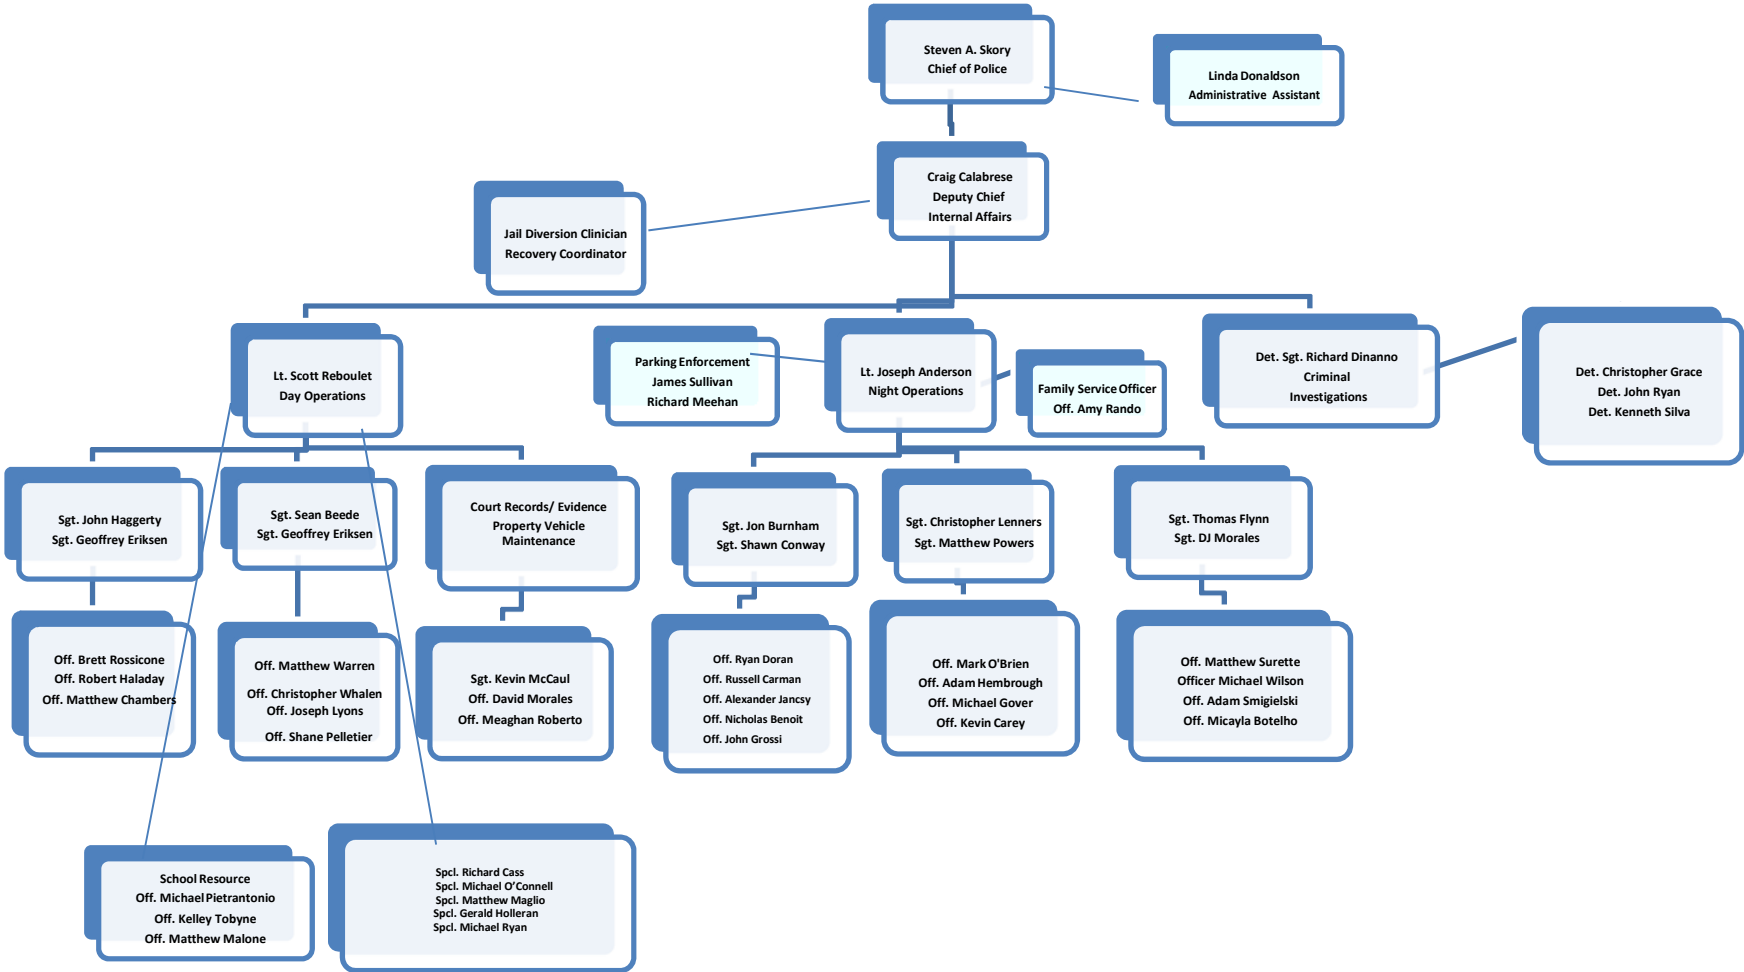 Steven A. Skory
Chief of Police
Linda Donaldson
Administrative Assistant
Craig Calabrese
Deputy Chief
Internal Affairs
Jail Diversion Clinician
Recovery Coordinator
Lt. Scott Reboulet
Day Operations
Parking Enforcement
James Sullivan
Richard Meehan
Lt. Joseph Anderson
Night Operations
Family Service Officer
Off. Amy Rando
Det. Sgt. Richard Dinanno
Criminal
Investigations
Det. Christopher Grace
Det. John Ryan
Det. Kenneth Silva
Sgt. John Haggerty
Sgt. Geoffrey Eriksen
Sgt. Sean Beede
Sgt. Geoffrey Eriksen
Court Records/ Evidence
Property Vehicle
Maintenance
Sgt. Jon Burnham
Sgt. Shawn Conway
Sgt. Christopher Lenners
Sgt. Matthew Powers
Sgt. Thomas Flynn
Sgt. DJ Morales
Off. Brett Rossicone
Off. Robert Haladay
Off. Matthew Chambers
Off. Matthew Warren
Off. Christopher Whalen
Off. Joseph Lyons
Off. Shane Pelletier
Sgt. Kevin McCaul
Off. David Morales
Off. Meaghan Roberto
Off. Ryan Doran
Off. Russell Carman
Off. Alexander Jancsy
Off. Nicholas Benoit
Off. John Grossi
Off. Mark O'Brien
Off. Adam Hembrough
Off. Michael Gover
Off. Kevin Carey
Off. Matthew Surette
Officer Michael Wilson
Off. Adam Smigielski
Off. Micayla Botelho
School Resource
Off. Michael Pietrantonio
Off. Kelley Tobyne
Off. Matthew Malone
Spcl. Richard Cass
Spcl. Michael O’Connell
Spcl. Matthew Maglio
Spcl. Gerald Holleran
Spcl. Michael Ryan